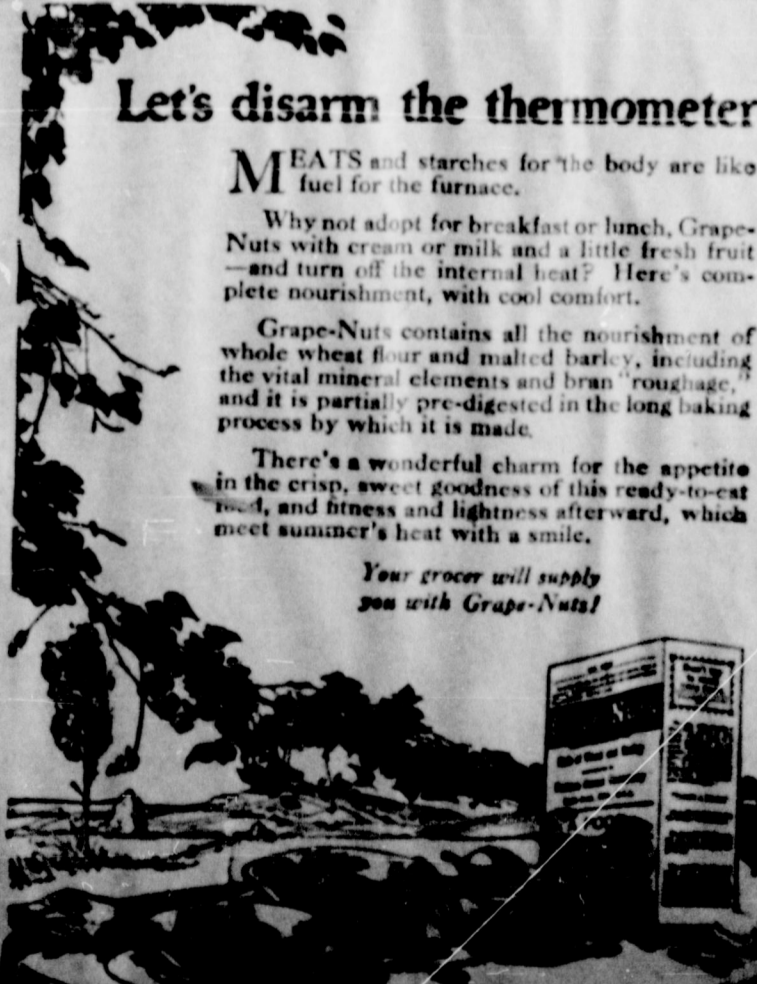 Let's disarm the thermometer
MEATS and starches for the body are like
fuel for the furnace.
Why not adopt for breakfast or lunch, Grape-
Nuts with cream or milk and a little fresh fruit
—and turn off the internal heat? Here's com-
plete nourishment, with cool comfort.
Grape-Nuts contains all the nourishment of
whole wheat flour and malted barley, including
the vital mineral elements and bran "roughage,"
and it is partially pre-digested in the long baking
process by which it is made.
There's a wonderful charm for the appetite
in the crisp, sweet goodness of this ready-to-eat
food, and fitness and lightness afterward, which
meet summer's heat with a smile.
Your grocer will supply
you with Grape-Nuts!